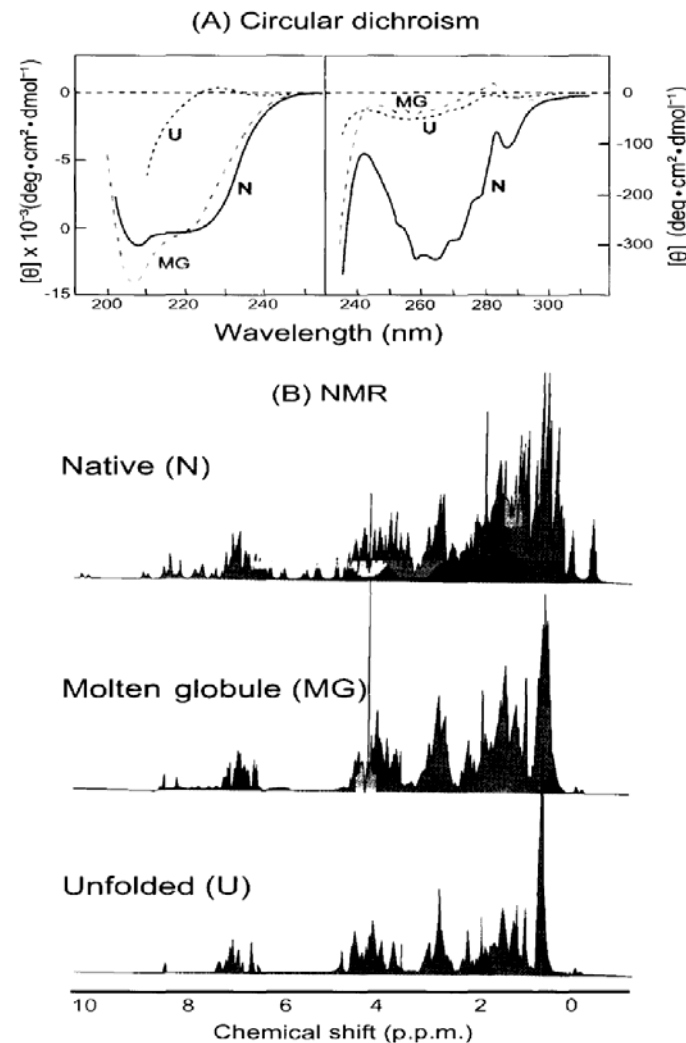 (A) Circular dichroism
[θ] x 10⁻³(deg•cm²•dmol⁻¹)
0
-5
0
-15
U
N
MG
200
220
240
MG
U
N
240
260
280
300
0
-100
-200
-300
[θ] (deg•cm²•dmol⁻¹)
Wavelength (nm)
(B) NMR
Native (N)
Molten globule (MG)
Unfolded (U)
10 8 6 4 2 0
Chemical shift (p.p.m.)